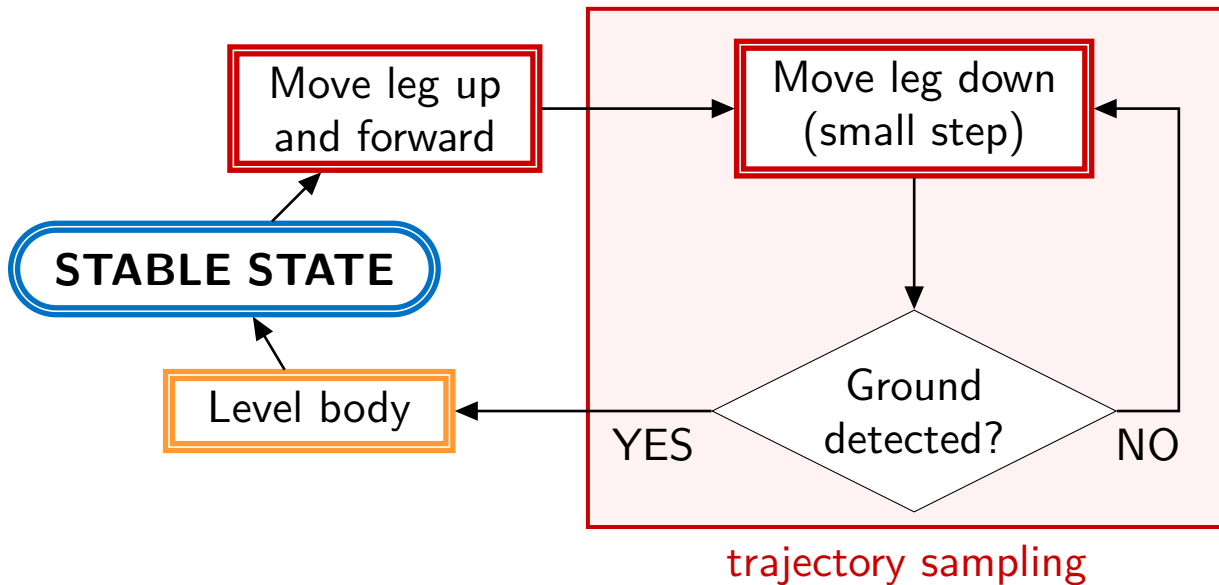 Move leg up
and forward
Move leg down
(small step)
STABLE STATE
Level body
YES
Ground
detected?
NO
trajectory sampling